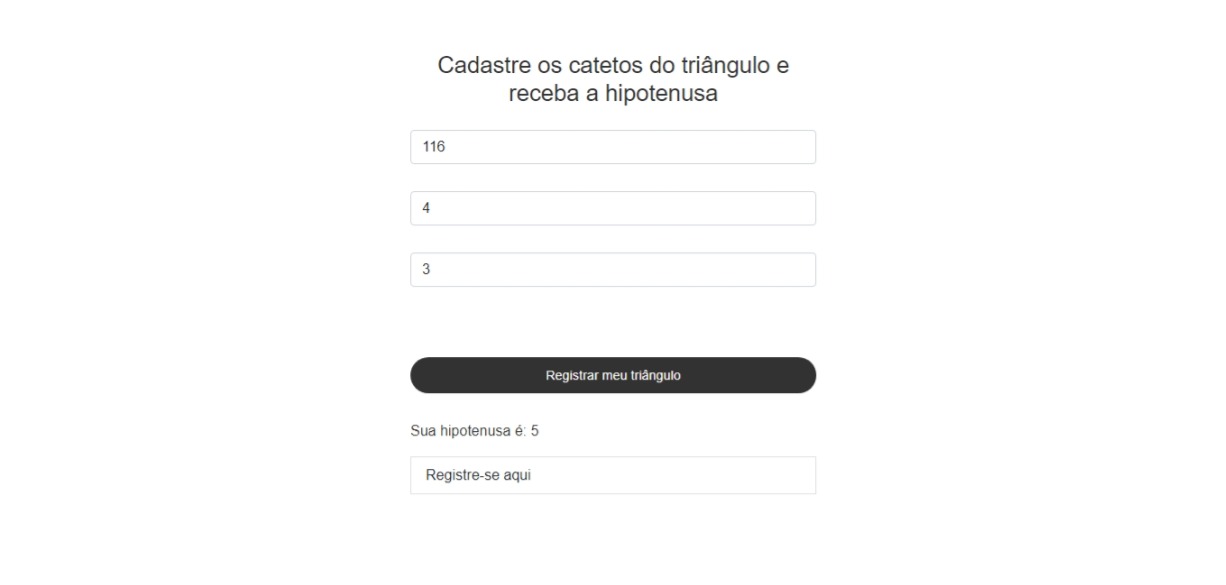 Cadastre os catetos do triângulo e
receba a hipotenusa
116
4
3
Registrar meu triângulo
Sua hipotenusa é: 5
Registre-se aqui